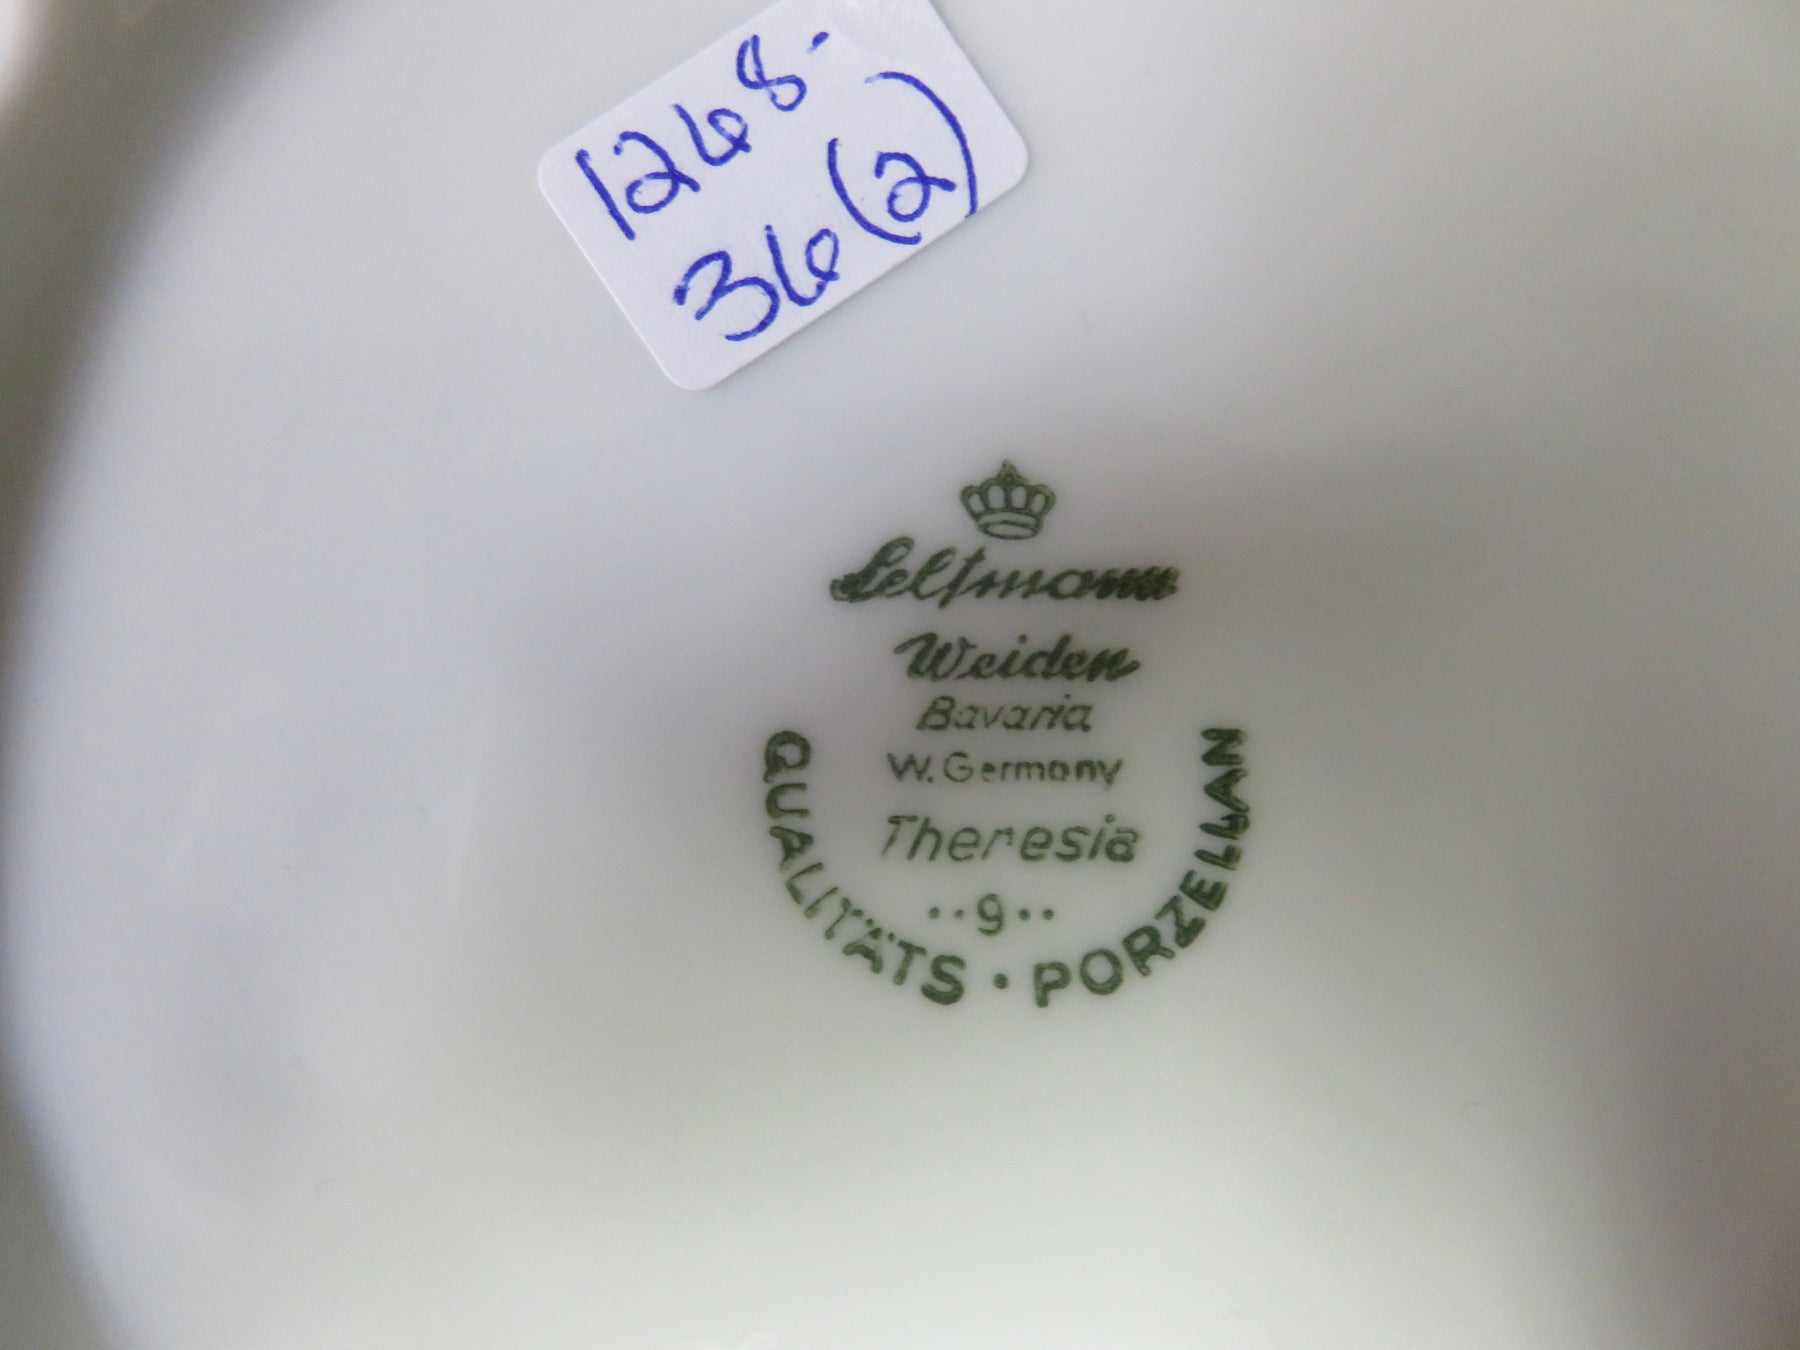 1268-
36(2)
Seltmann
Weiden
Bavaria
W. Germany
Theresia
..9..
QUALITÄTS · PORZELLAN